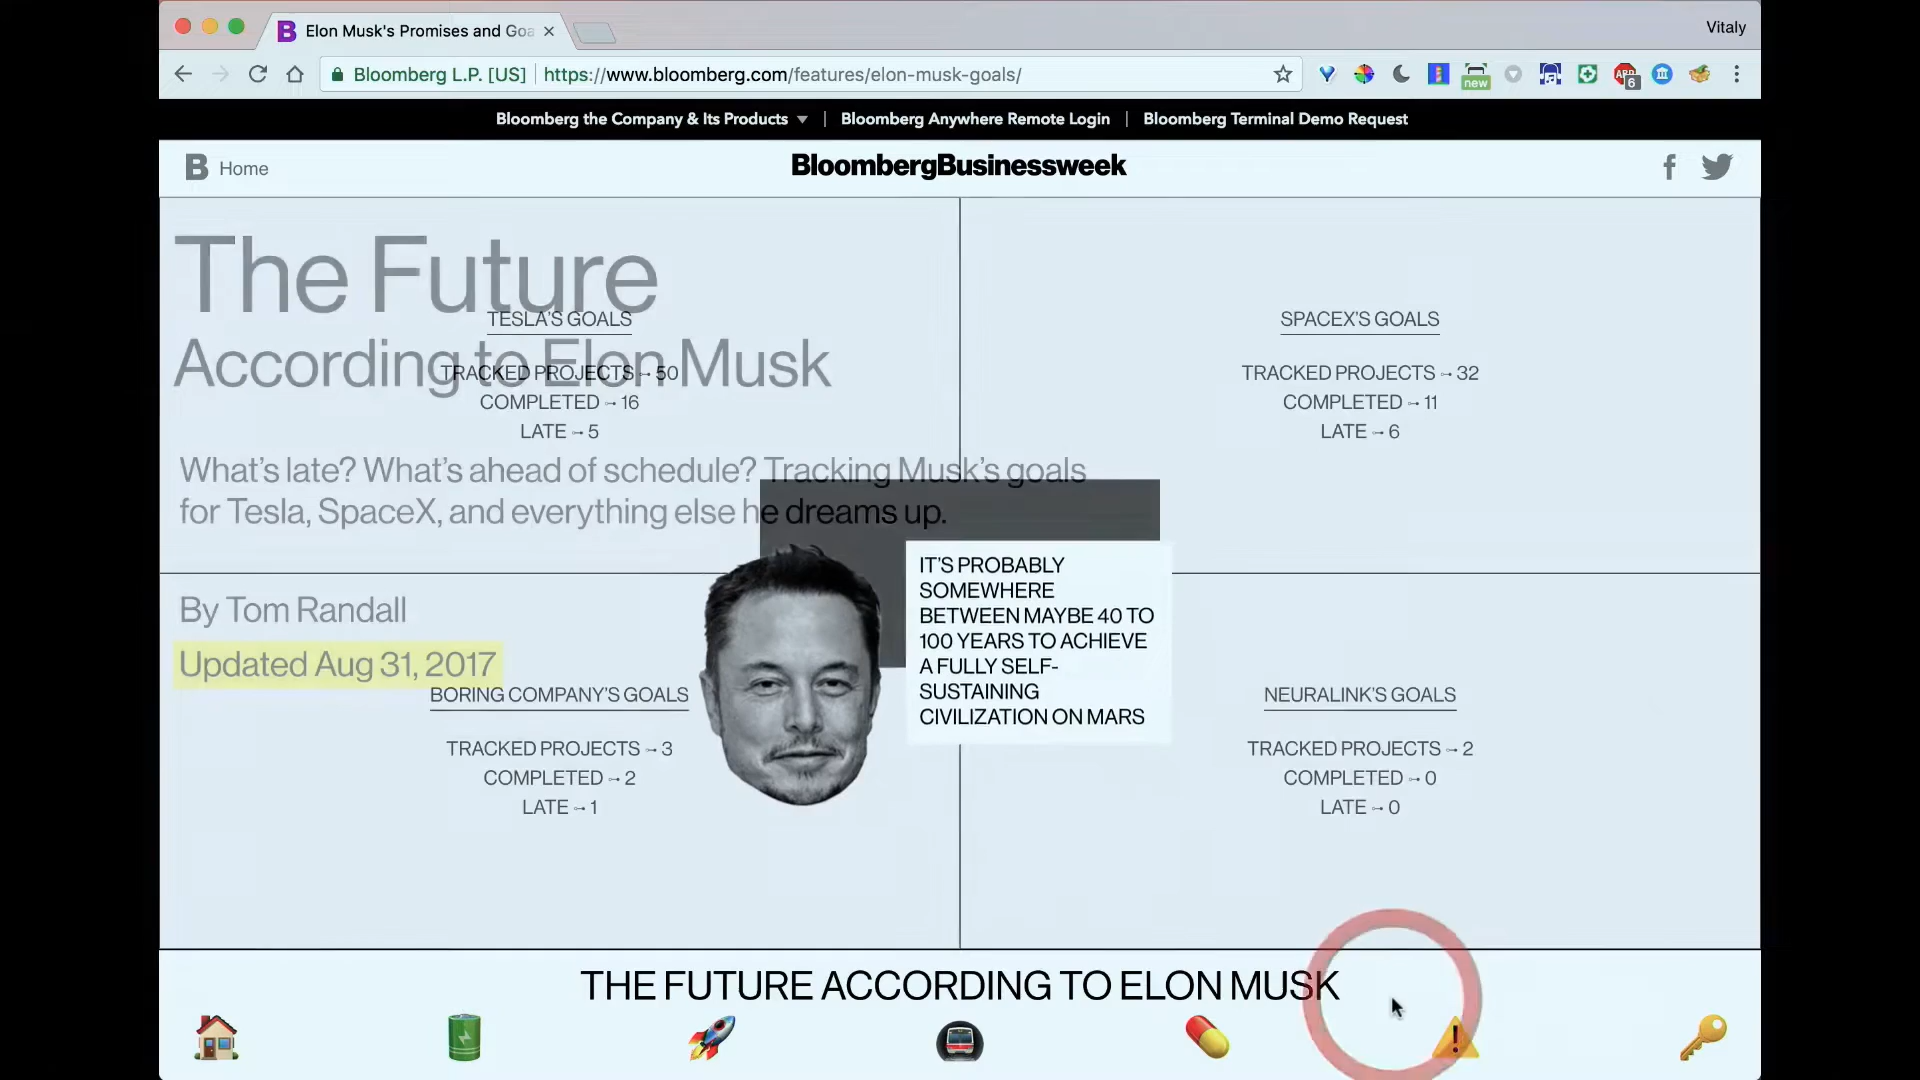 Elon Musk's Promises and Goa
Vitaly
Bloomberg L.P. [US]
https://www.bloomberg.com/features/elon-musk-goals/
new
ABP
6
Bloomberg the Company & Its Products
Bloomberg Anywhere Remote Login
Bloomberg Terminal Demo Request
B Home
BloombergBusinessweek
The Future
According to Elon Musk
What's late? What's ahead of schedule? Tracking Musk's goals
for Tesla, SpaceX, and everything else he dreams up.
By Tom Randall
Updated Aug 31, 2017
TESLA'S GOALS
TRACKED PROJECTS → 50
COMPLETED → 16
LATE → 5
SPACEX'S GOALS
TRACKED PROJECTS → 32
COMPLETED → 11
LATE → 6
IT'S PROBABLY
SOMEWHERE
BETWEEN MAYBE 40 TO
100 YEARS TO ACHIEVE
A FULLY SELF-
SUSTAINING
CIVILIZATION ON MARS
BORING COMPANY'S GOALS
TRACKED PROJECTS → 3
COMPLETED → 2
LATE → 1
NEURALINK'S GOALS
TRACKED PROJECTS → 2
COMPLETED → 0
LATE → 0
THE FUTURE ACCORDING TO ELON MUSK